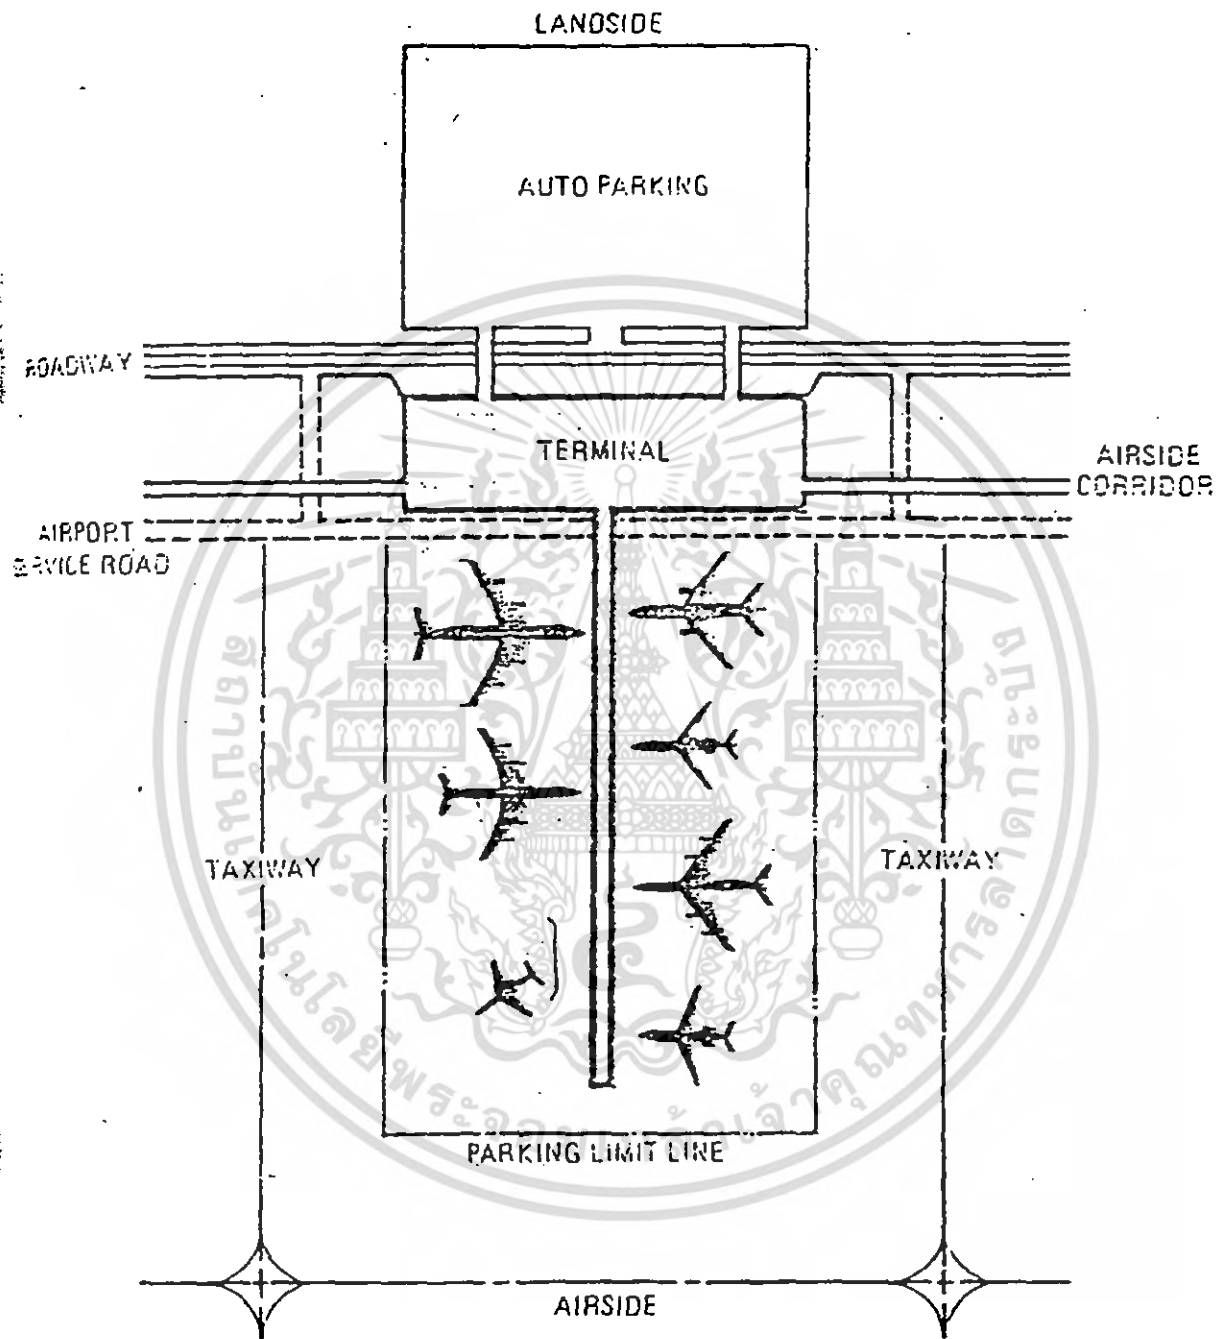 LANDSIDE
AUTO PARKING
ROADWAY
TERMINAL
AIRSIDE
CORRIDOR
AIRPORT
SERVICE ROAD
TAXIWAY
TAXIWAY
PARKING LIMIT LINE
AIRSIDE